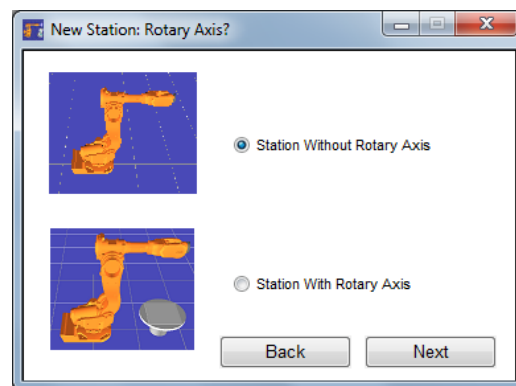 New Station: Rotary Axis?
Station Without Rotary Axis
Station With Rotary Axis
Back Next